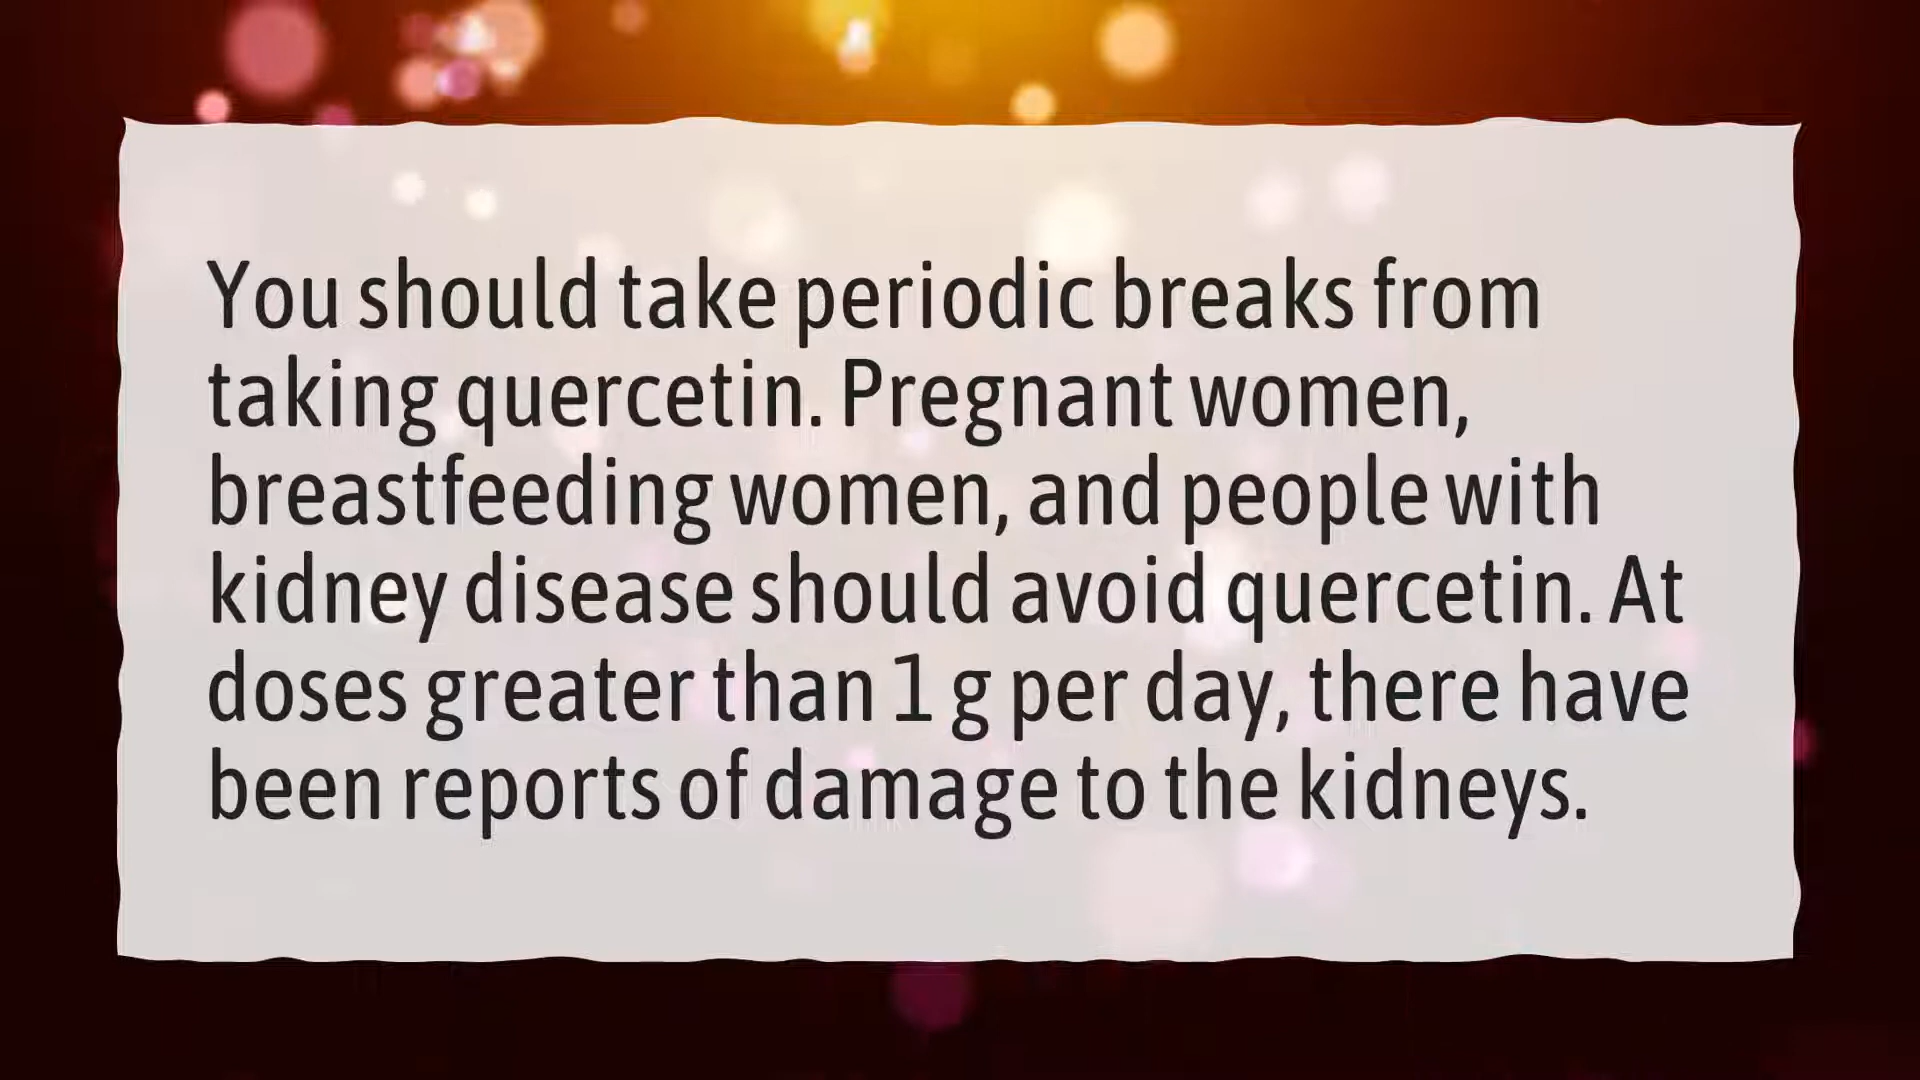 You should take periodic breaks from
taking quercetin. Pregnant women,
breastfeeding women, and people with
kidney disease should avoid quercetin. At
doses greater than 1 g per day, there have
been reports of damage to the kidneys.